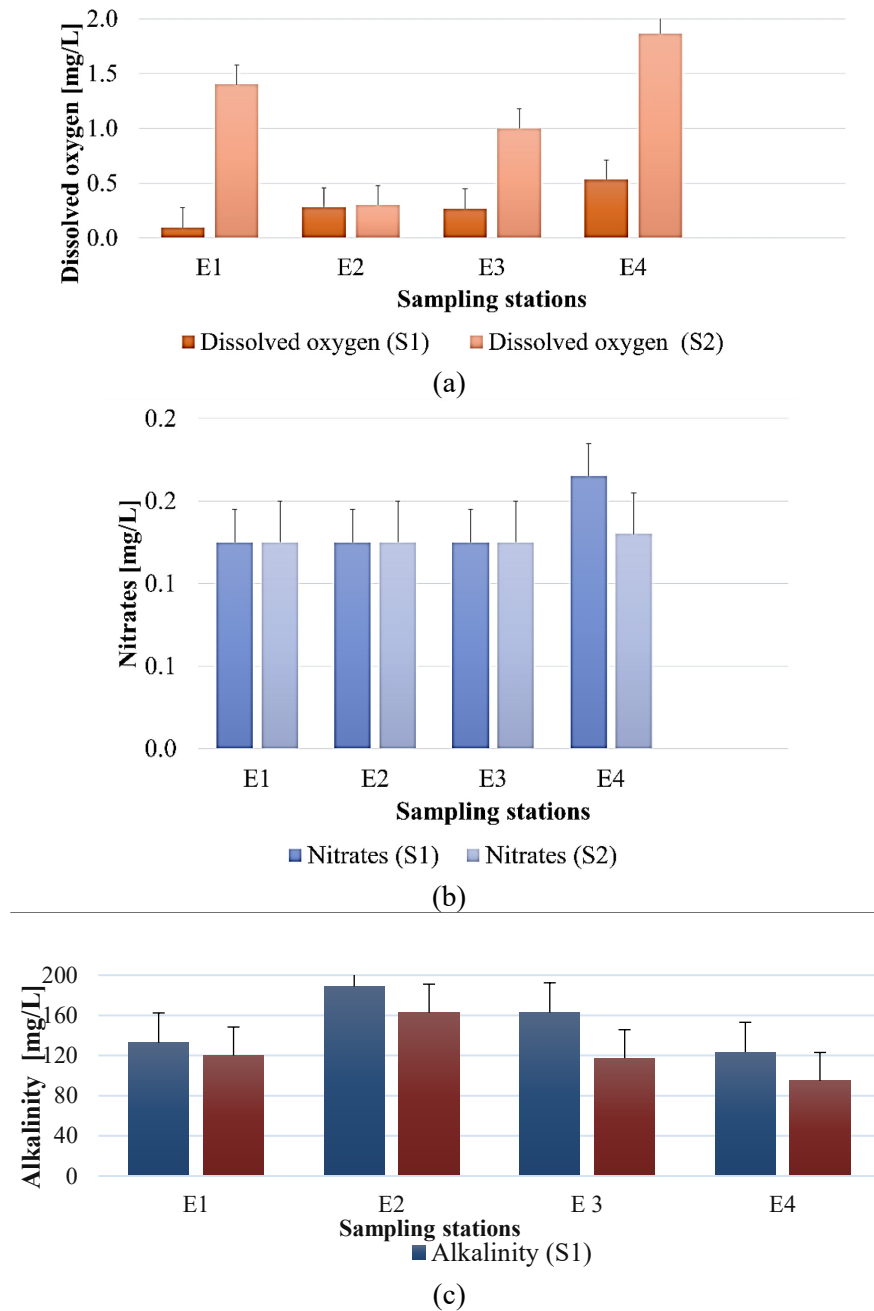 Dissolved oxygen [mg/L]
2.0
1.5
1.0
0.5
0.0
E1 E2 E3 E4
Sampling stations
Dissolved oxygen (S1) Dissolved oxygen (S2)
(a)
Nitrates [mg/L]
0.2
0.2
0.1
0.1
0.0
E1 E2 E3 E4
Sampling stations
Nitrates (S1) Nitrates (S2)
(b)
Alkalinity [mg/L]
200
160
120
80
40
0
E1 E2 E 3 E4
Sampling stations
Alkalinity (S1)
(c)